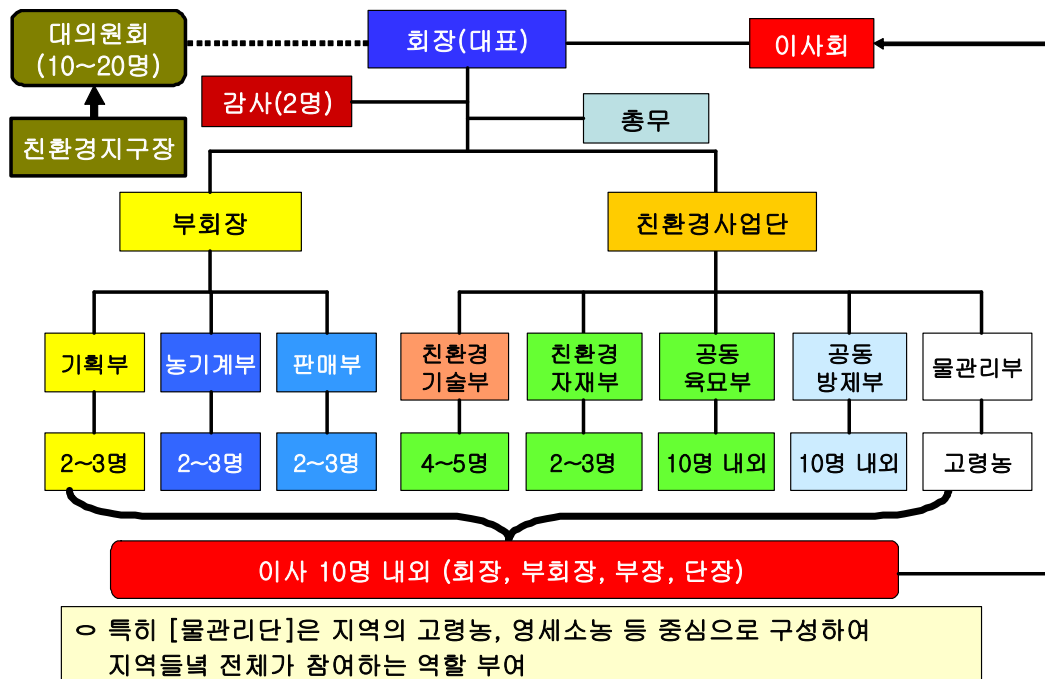 대의원회
(10~20명)
회장(대표)
이사회
감사(2명)
총무
친환경지구장
부회장
친환경사업단
기획부
농기계부
판매부
친환경
기술부
친환경
자재부
공동
육묘부
공동
방제부
물관리부
2~3명
2~3명
2~3명
4~5명
2~3명
10명 내외
10명 내외
고령농
이사 10명 내외 (회장, 부회장, 부장, 단장)
ㅇ 특히 [물관리단]은 지역의 고령농, 영세소농 등 중심으로 구성하여
지역들녘 전체가 참여하는 역할 부여